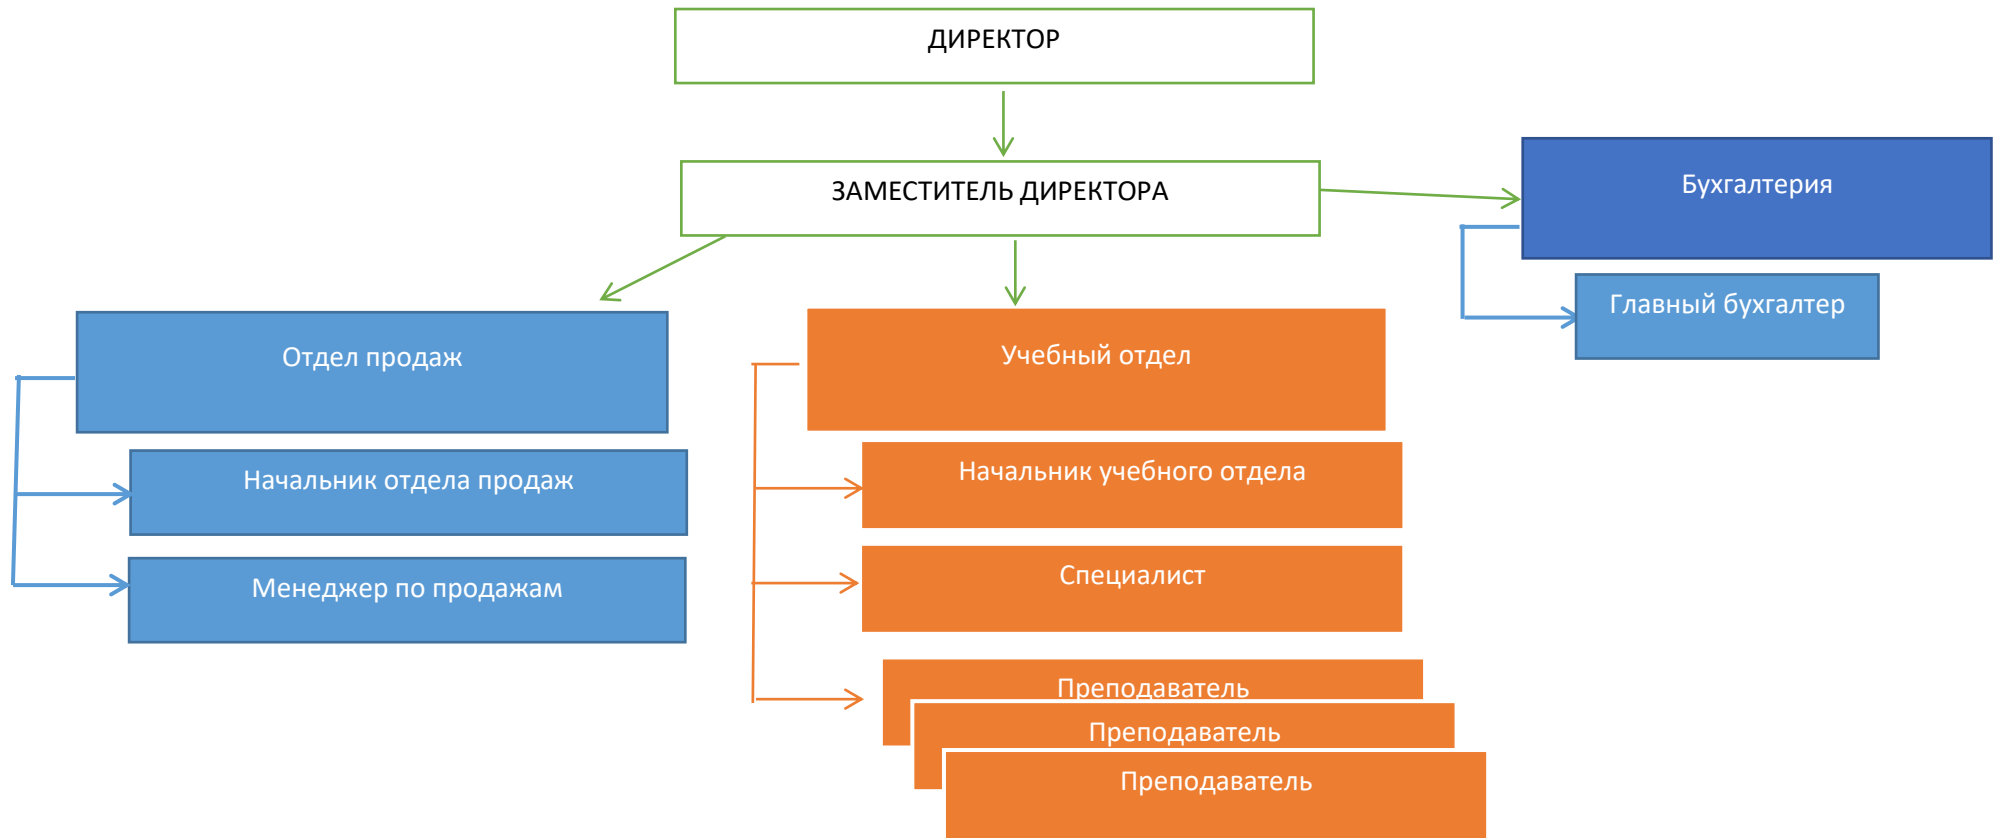 ДИРЕКТОР
ЗАМЕСТИТЕЛЬ ДИРЕКТОРА
Бухгалтерия
Главный бухгалтер
Отдел продаж
Начальник отдела продаж
Менеджер по продажам
Учебный отдел
Начальник учебного отдела
Специалист
Преподаватель
Преподаватель
Преподаватель